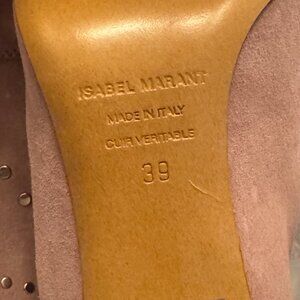 ISABEL MARANT
MADE IN ITALY
CUIR VERITABLE
39